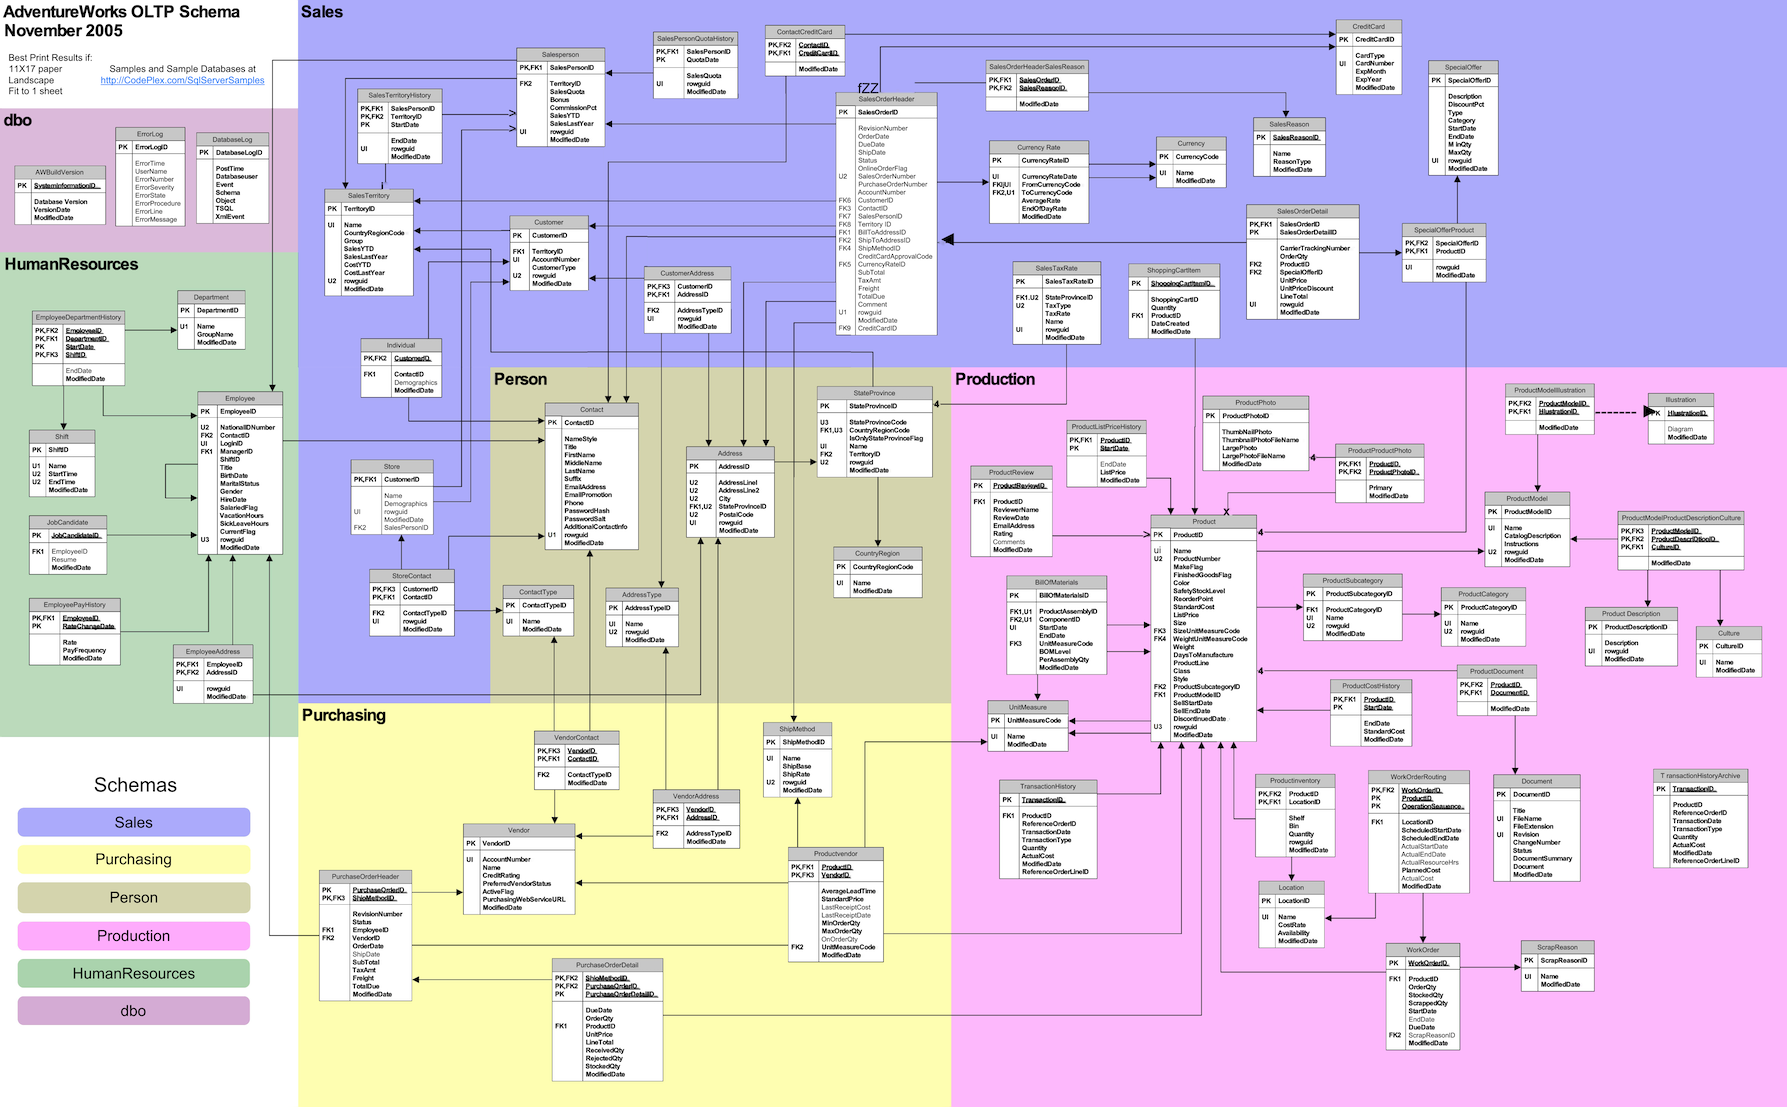 AdventureWorks OLTP Schema
November 2005
Best Print Results if:
11X17 paper
Landscape
Fit to 1 sheet
Samples and Sample Databases at
http://CodePlex.com/SqlServerSamples
dbo
AWBuildVersion
PK SystemInformationID
Database Version
VersionDate
ModifiedDate
ErrorLog
PK ErrorLogID
ErrorTime
UserName
ErrorNumber
ErrorSeverity
ErrorState
ErrorProcedure
ErrorLine
ErrorMessage
DatabaseLog
PK DatabaseLogID
PostTime
Databaseuser
Event
Schema
Object
TSQL
XmlEvent
HumanResources
Department
PK DepartmentID
U1 Name
GroupName
ModifiedDate
EmployeeDepartmentHistory
PK,FK2 EmployeeID
PK,FK1 DepartmentID
PK StartDate
PK,FK3 ShiftID
EndDate
ModifiedDate
Employee
PK EmployeeID
U2 NationalIDNumber
FK2 ContactID
UI LoginID
FK1 ManagerID
ShiftID
Title
BirthDate
MaritalStatus
Gender
HireDate
SalariedFlag
VacationHours
SickLeaveHours
CurrentFlag
U3 rowguid
ModifiedDate
Shift
PK ShiftID
U1 Name
U2 StartTime
U2 EndTime
ModifiedDate
JobCandidate
PK JobCandidateID
FK1 EmployeeID
Resume
ModifiedDate
EmployeePayHistory
PK,FK1 EmployeeID
PK RateChangeDate
Rate
PayFrequency
ModifiedDate
EmployeeAddress
PK,FK1 EmployeeID
PK,FK2 AddressID
UI rowguid
ModifiedDate
Schemas
Sales
Purchasing
Person
Production
HumanResources
dbo
Sales
Salesperson
PK,FK1 SalesPersonID
FK2 TerritoryID
SalesQuota
Bonus
CommissionPct
SalesYTD
SalesLastYear
UI rowguid
ModifiedDate
SalesPersonQuotaHistory
PK,FK1 SalesPersonID
PK QuotaDate
SalesQuota
UI rowguid
ModifiedDate
ContactCreditCard
PK,FK2 ContactID
PK,FK1 CreditCardID
ModifiedDate
SalesTerritoryHistory
PK,FK1 SalesPersonID
PK,FK2 TerritoryID
PK StartDate
EndDate
UI rowguid
ModifiedDate
SalesTerritory
PK TerritoryID
UI Name
CountryRegionCode
Group
SalesYTD
SalesLastYear
CostYTD
CostLastYear
U2 rowguid
ModifiedDate
Customer
PK CustomerID
FK1 TerritoryID
UI AccountNumber
CustomerType
U2 rowguid
ModifiedDate
CustomerAddress
PK,FK3 CustomerID
PK,FK1 AddressID
FK2 AddressTypeID
UI rowguid
ModifiedDate
Individual
PK,FK2 CustomerID
FK1 ContactID
Demographics
ModifiedDate
Store
PK,FK1 CustomerID
Name
Demographics
UI rowguid
ModifiedDate
FK2 SalesPersonID
StoreContact
PK,FK3 CustomerID
PK,FK1 ContactID
FK2 ContactTypeID
UI rowguid
ModifiedDate
fZZ
SalesOrderHeader
PK SalesOrderID
RevisionNumber
OrderDate
DueDate
ShipDate
Status
OnlineOrderFlag
U2 SalesOrderNumber
PurchaseOrderNumber
AccountNumber
FK6 CustomerID
FK3 ContactID
FK7 SalesPersonID
FK8 Territory ID
FK1 BillToAddressID
FK2 ShipToAddressID
FK4 ShipMethodID
CreditCardApprovalCode
FK5 CurrencyRateID
SubTotal
TaxAmt
Freight
TotalDue
Comment
U1 rowguid
ModifiedDate
FK9 CreditCardID
SalesOrderHeaderSalesReason
PK,FK1 SalesOrderID
PK,FK2 SalesReasonID
ModifiedDate
Currency Rate
PK CurrencyRateID
UI CurrencyRateDate
FKI|UI FromCurrencyCode
FK2,U1 ToCurrencyCode
AverageRate
EndOfDayRate
ModifiedDate
Currency
PK CurrencyCode
UI Name
ModifiedDate
SalesReason
PK SalesReasonID
Name
ReasonType
ModifiedDate
CreditCard
PK CreditCardID
CardType
UI CardNumber
ExpMonth
ExpYear
ModifiedDate
SpecialOffer
PK SpecialOfferID
Description
DiscountPct
Type
Category
StartDate
EndDate
M InQty
MaxQty
UI rowguid
ModifiedDate
SalesOrderDetail
PK,FK1 SalesOrderID
PK SalesOrderDetailID
CarrierTrackingNumber
OrderQty
FK2 ProductID
FK2 SpecialOfferID
UnitPrice
UnitPriceDiscount
LineTotal
UI rowguid
ModifiedDate
SpecialOfferProduct
PK,FK2 SpecialOfferID
PK,FK1 ProductID
UI rowguid
ModifiedDate
SalesTaxRate
PK SalesTaxRateID
FK1.U2 StateProvinceID
U2 TaxType
TaxRate
Name
UI rowguid
ModifiedDate
ShoppingCartItem
PK ShoppingCartItemID
ShoppingCartID
Quantity
FK1 ProductID
DateCreated
ModifiedDate
Person
Contact
PK ContactID
NameStyle
Title
FirstName
MiddleName
LastName
Suffix
EmailAddress
EmailPromotion
Phone
PasswordHash
PasswordSalt
AdditionalContactInfo
U1 rowguid
ModifiedDate
Address
PK AddressID
U2 AddressLineI
U2 AddressLine2
U2 City
FK1,U2 StateProvinceID
U2 PostalCode
UI rowguid
ModifiedDate
StateProvince
PK StateProvinceID
U3 StateProvinceCode
FK1,U3 CountryRegionCode
IsOnlyStateProvinceFlag
UI Name
FK2 TerritoryID
U2 rowguid
ModifiedDate
4
CountryRegion
PK CountryRegionCode
UI Name
ModifiedDate
ContactType
PK ContactTypeID
UI Name
ModifiedDate
AddressType
PK AddressTypeID
UI Name
U2 rowguid
ModifiedDate
Purchasing
VendorContact
PK,FK3 VendorID
PK,FK1 ContactID
FK2 ContactTypeID
ModifiedDate
ShipMethod
PK ShipMethodID
UI Name
ShipBase
ShipRate
U2 rowguid
ModifiedDate
VendorAddress
PK,FK3 VendorID
PK,FK1 AddressID
FK2 AddressTypeID
ModifiedDate
Vendor
PK VendorID
UI AccountNumber
Name
CreditRating
PreferredVendorStatus
ActiveFlag
PurchasingWebServiceURL
ModifiedDate
Productvendor
PK,FK1 ProductID
PK,FK3 VendorID
AverageLeadTime
StandardPrice
LastReceiptCost
LastReceiptDate
MinOrderQty
MaxOrderQty
OnOrderQty
FK2 UnitMeasureCode
ModifiedDate
PurchaseOrderHeader
PK PurchaseOrderID
PK,FK3 ShipMethodID
RevisionNumber
Status
FK1 EmployeeID
FK2 VendorID
OrderDate
ShipDate
SubTotal
TaxAmt
Freight
TotalDue
ModifiedDate
PurchaseOrderDetail
PK,FK3 ShipMethodID
PK,FK2 PurchaseOrderID
PK PurchaseOrderDetailID
DueDate
OrderQty
FK1 ProductID
UnitPrice
LineTotal
ReceivedQty
RejectedQty
StockedQty
ModifiedDate
Production
ProductPhoto
PK ProductPhotoID
ThumbNailPhoto
ThumbnailPhotoFileName
LargePhoto
LargePhotoFileName
ModifiedDate
4
ProductProductPhoto
PK,FK1 ProductID
PK,FK2 ProductPhotoID
Primary
ModifiedDate
ProductListPriceHistory
PK,FK1 ProductID
PK StartDate
EndDate
ListPrice
ModifiedDate
ProductReview
PK ProductReviewID
FK1 ProductID
ReviewerName
ReviewDate
EmailAddress
Rating
Comments
ModifiedDate
ProductModelIllustration
PK,FK2 ProductModelID
PK,FK1 IllustrationID
ModifiedDate
Illustration
PK IllustrationID
Diagram
ModifiedDate
ProductModel
PK ProductModelID
UI Name
CatalogDescription
Instructions
U2 rowguid
ModifiedDate
ProductModelProductDescriptionCulture
PK,FK3 ProductModelID
PK,FK2 ProductDescriptionID
PK,FK1 CultureID
ModifiedDate
X
Product
PK ProductID
UI Name
U2 ProductNumber
MakeFlag
FinishedGoodsFlag
Color
SafetyStockLevel
ReorderPoint
StandardCost
ListPrice
Size
FK3 SizeUnitMeasureCode
FK4 WeightUnitMeasureCode
Weight
DaysToManufacture
ProductLine
Class
Style
FK2 ProductSubcategoryID
FK1 ProductModelID
SellStartDate
SellEndDate
DiscontinuedDate
U3 rowguid
ModifiedDate
4
4
BillOfMaterials
PK BillOfMaterialsID
FK1,U1 ProductAssemblyID
FK2,U1 ComponentID
UI StartDate
EndDate
FK3 UnitMeasureCode
BOMLevel
PerAssemblyQty
ModifiedDate
ProductSubcategory
PK ProductSubcategoryID
FK1 ProductCategoryID
UI Name
U2 rowguid
ModifiedDate
ProductCategory
PK ProductCategoryID
UI Name
U2 rowguid
ModifiedDate
Product Description
PK ProductDescriptionID
Description
UI rowguid
ModifiedDate
Culture
PK CultureID
UI Name
ModifiedDate
UnitMeasure
PK UnitMeasureCode
UI Name
ModifiedDate
ProductCostHistory
PK,FK1 ProductID
PK StartDate
EndDate
StandardCost
ModifiedDate
ProductDocument
PK,FK2 ProductID
PK,FK1 DocumentID
ModifiedDate
TransactionHistory
PK TransactionID
FK1 ProductID
ReferenceOrderID
TransactionDate
TransactionType
Quantity
ActualCost
ModifiedDate
ReferenceOrderLineID
ProductInventory
PK,FK2 ProductID
PK,FK1 LocationID
Shelf
Bin
Quantity
rowguid
ModifiedDate
WorkOrderRouting
PK,FK2 WorkOrderID
PK ProductID
PK OperationSequence
FK1 LocationID
ScheduledStartDate
ScheduledEndDate
ActualStartDate
ActualEndDate
ActualResourceHrs
PlannedCost
ActualCost
ModifiedDate
Document
PK DocumentID
Title
UI FileName
FileExtension
UI Revision
ChangeNumber
Status
DocumentSummary
Document
ModifiedDate
T ransactionHistoryArchive
PK TransactionID
ProductID
ReferenceOrderID
TransactionDate
TransactionType
Quantity
ActualCost
ModifiedDate
ReferenceOrderLineID
Location
PK LocationID
UI Name
CostRate
Availability
ModifiedDate
WorkOrder
PK WorkOrderID
FK1 ProductID
OrderQty
StockedQty
ScrappedQty
StartDate
EndDate
DueDate
FK2 ScrapReasonID
ModifiedDate
ScrapReason
PK ScrapReasonID
UI Name
ModifiedDate